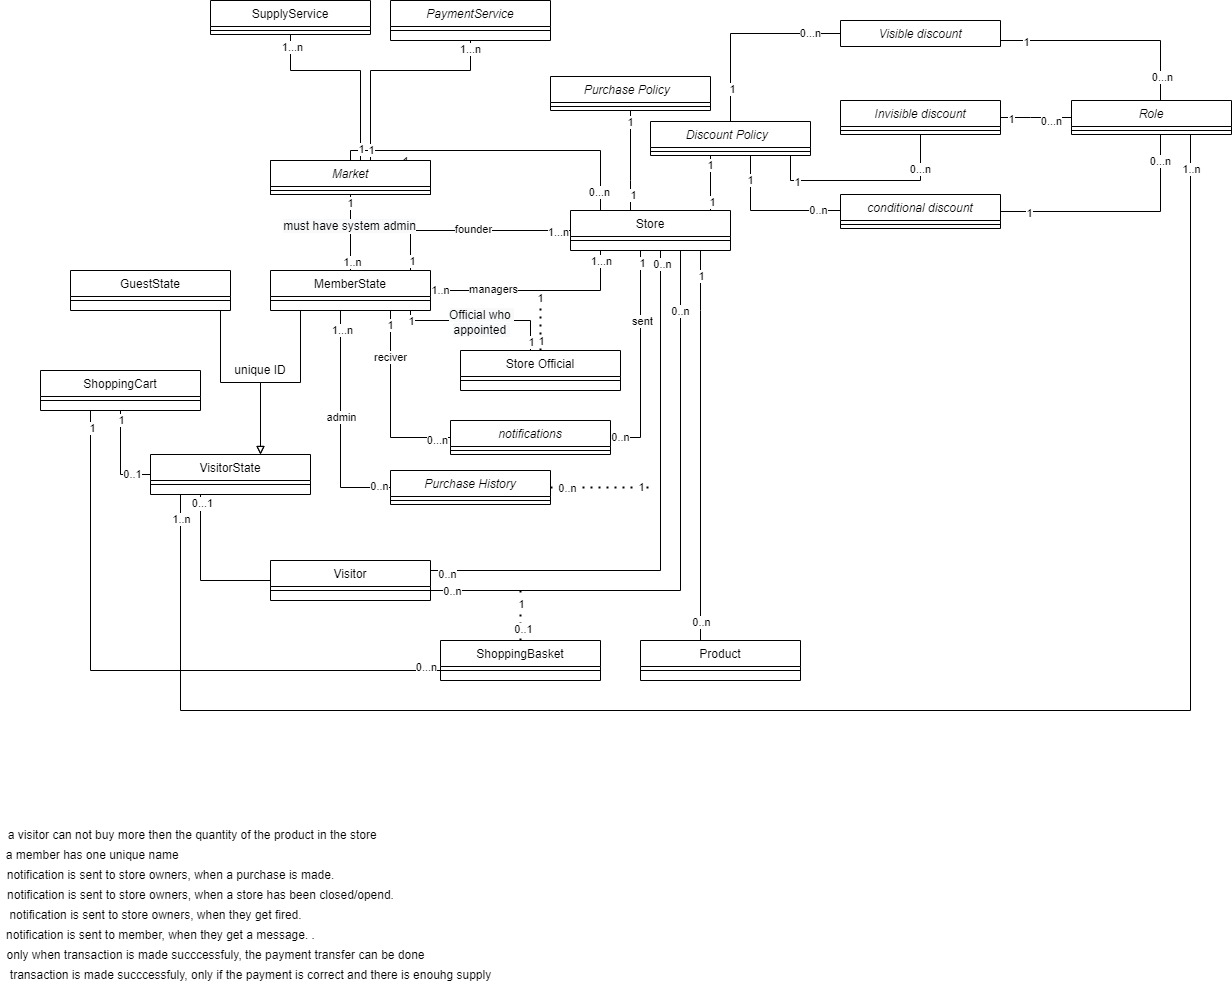 SupplyService
PaymentService
1...n
1...n
Visible discount
0...n
1
0...n
Purchase Policy
1
1
Discount Policy
Invisible discount
1
0...n
Role
1
1
1-1
Market
0...n
1
1
1
1
0...n
0...n
1..n
conditional discount
0..n
1
1
must have system admin
founder
1...n
Store
1..n
1
1...n
1
0..n
1
GuestState
MemberState
1..n
managers
1
0..n
1...n
1
1
Official who
appointed
sent
1
1
reciver
Store Official
unique ID
ShoppingCart
1
1
admin
0...n
notifications
0..n
0..1
VisitorState
0..n
Purchase History
0..n
1
0...1
1..n
Visitor
0..n
0..n
1
0..1
0..n
ShoppingBasket
Product
0...n
a visitor can not buy more then the quantity of the product in the store
a member has one unique name
notification is sent to store owners, when a purchase is made.
notification is sent to store owners, when a store has been closed/opend.
notification is sent to store owners, when they get fired.
notification is sent to member, when they get a message. .
only when transaction is made succcessfuly, the payment transfer can be done
transaction is made succcessfuly, only if the payment is correct and there is enouhg supply